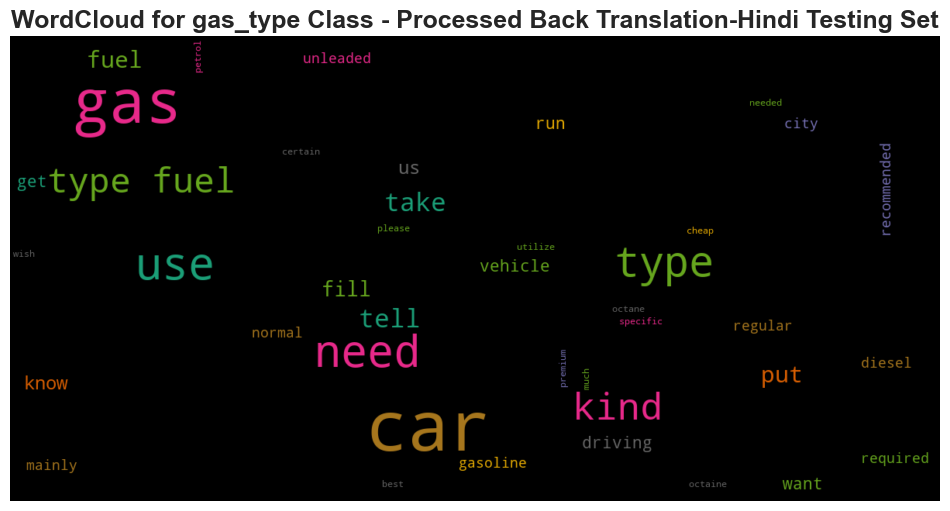 WordCloud for gas_type Class - Processed Back Translation-Hindi Testing Set
fuel
petrol
unleaded
gas
needed
run
city
certain
us
recommended
get
type fuel
take
please
cheap
wish
use
utilize
vehicle
type
fill
octane
tell
specific
normal
regular
need
premium
much
diesel
know
put
kind
car
driving
mainly
gasoline
required
best
octaine
want